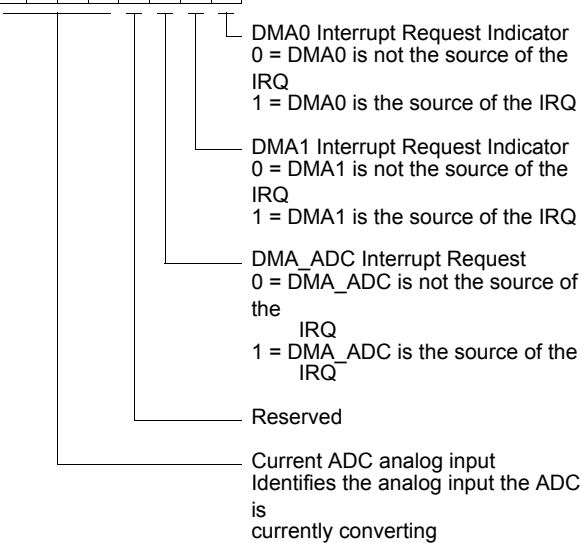 DMA0 Interrupt Request Indicator
0 = DMA0 is not the source of the
IRQ
1 = DMA0 is the source of the IRQ
DMA1 Interrupt Request Indicator
0 = DMA1 is not the source of the
IRQ
1 = DMA1 is the source of the IRQ
DMA_ADC Interrupt Request
0 = DMA_ADC is not the source of
the
IRQ
1 = DMA_ADC is the source of the
IRQ
Reserved
Current ADC analog input
Identifies the analog input the ADC
is
currently converting